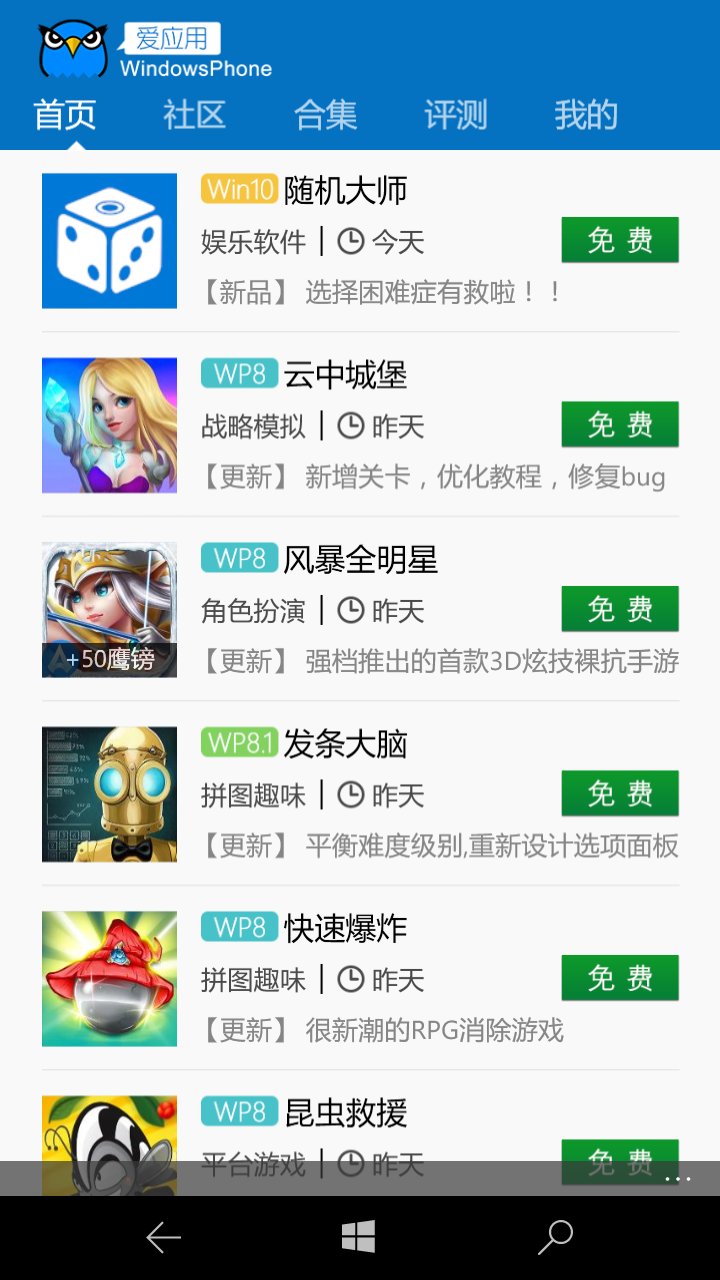 爱应用
WindowsPhone
首页 社区 合集 评测 我的
Win10 随机大师
娱乐软件 | 今天 免费
【新品】 选择困难症有救啦！！
WP8 云中城堡
战略模拟 | 昨天 免费
【更新】 新增关卡，优化教程，修复bug
WP8 风暴全明星
角色扮演 | 昨天 免费
+50鹰镑
【更新】 强档推出的首款3D炫技裸抗手游
WP8.1 发条大脑
拼图趣味 | 昨天 免费
【更新】 平衡难度级别,重新设计选项面板
WP8 快速爆炸
拼图趣味 | 昨天 免费
【更新】 很新潮的RPG消除游戏
WP8 昆虫救援
平台游戏 | 昨天 免费
...